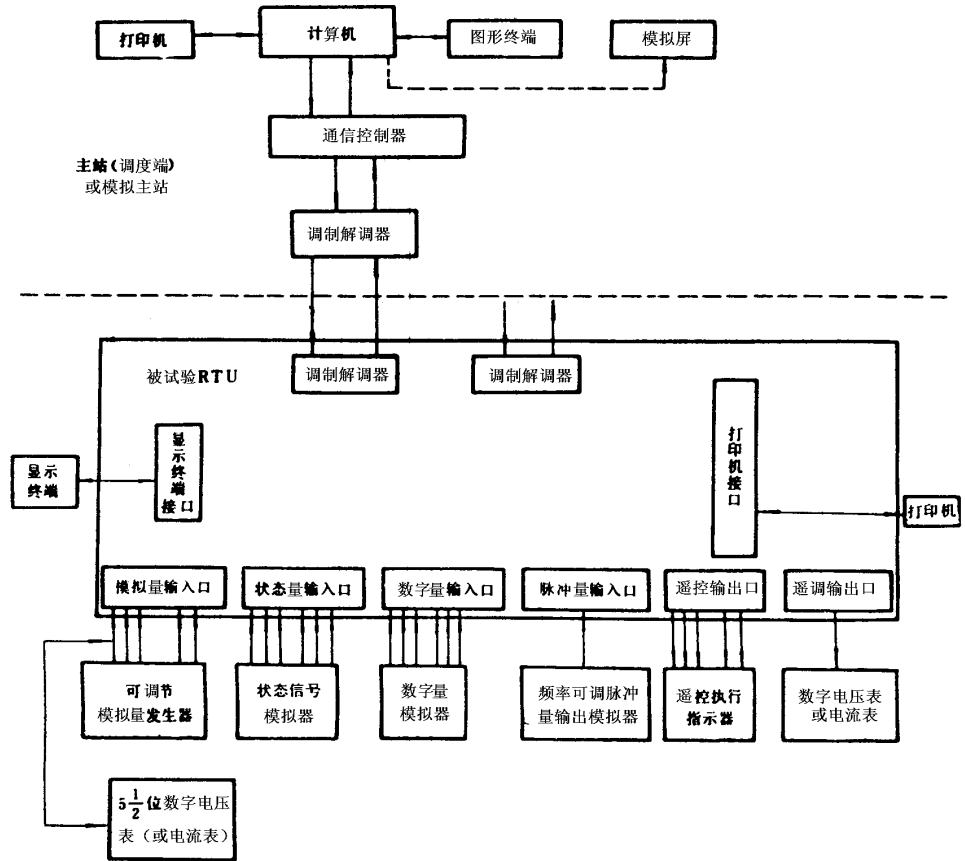 打印机
计算机
图形终端
模拟屏
通信控制器
主站(调度端)
或模拟主站
调制解调器
被试验RTU
调制解调器
调制解调器
显示
终端
显示
终端
接口
打印机接口
打印机
模拟量输入口
状态量输入口
数字量输入口
脉冲量输入口
遥控输出口
遥调输出口
可调节
模拟量发生器
状态信号
模拟器
数字量
模拟器
频率可调脉冲
量输出模拟器
遥控执行
指示器
数字电压表
或电流表
5 1/2 位数字电压
表（或电流表）